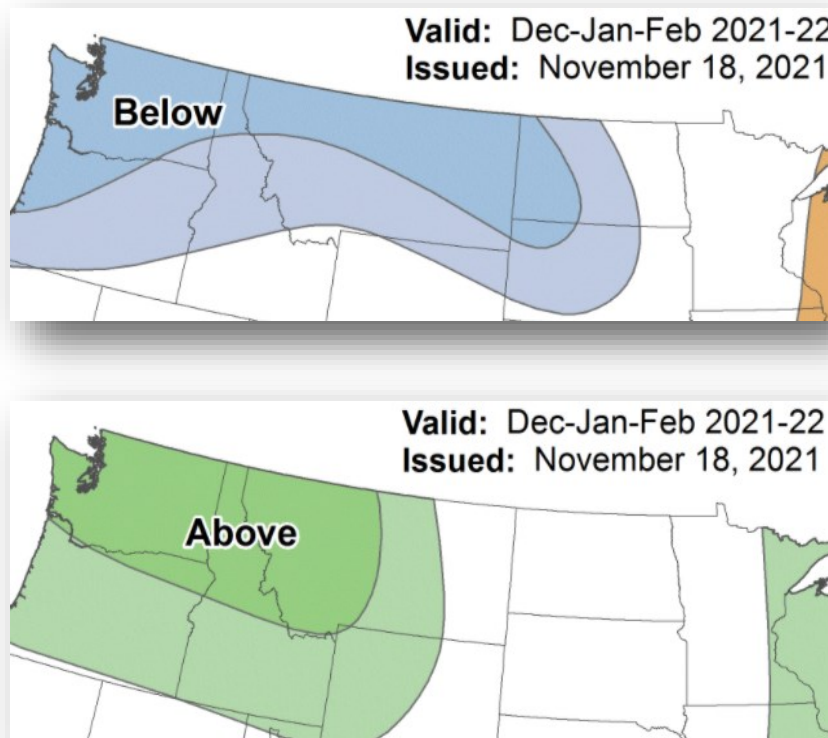 Valid: Dec-Jan-Feb 2021-22
Issued: November 18, 2021
Below
Valid: Dec-Jan-Feb 2021-22
Issued: November 18, 2021
Above